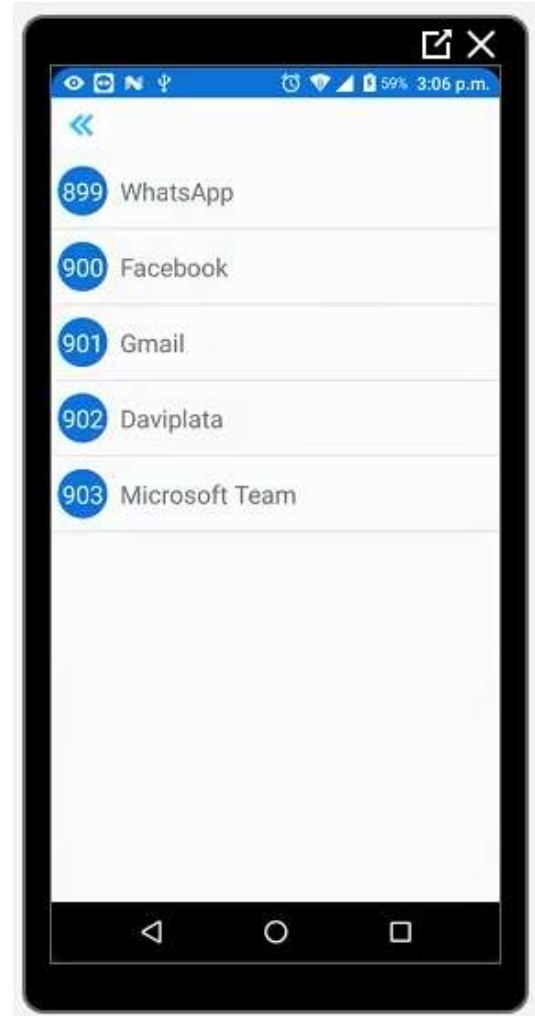 59% 3:06 p.m.
899 WhatsApp
900 Facebook
901 Gmail
902 Daviplata
903 Microsoft Team